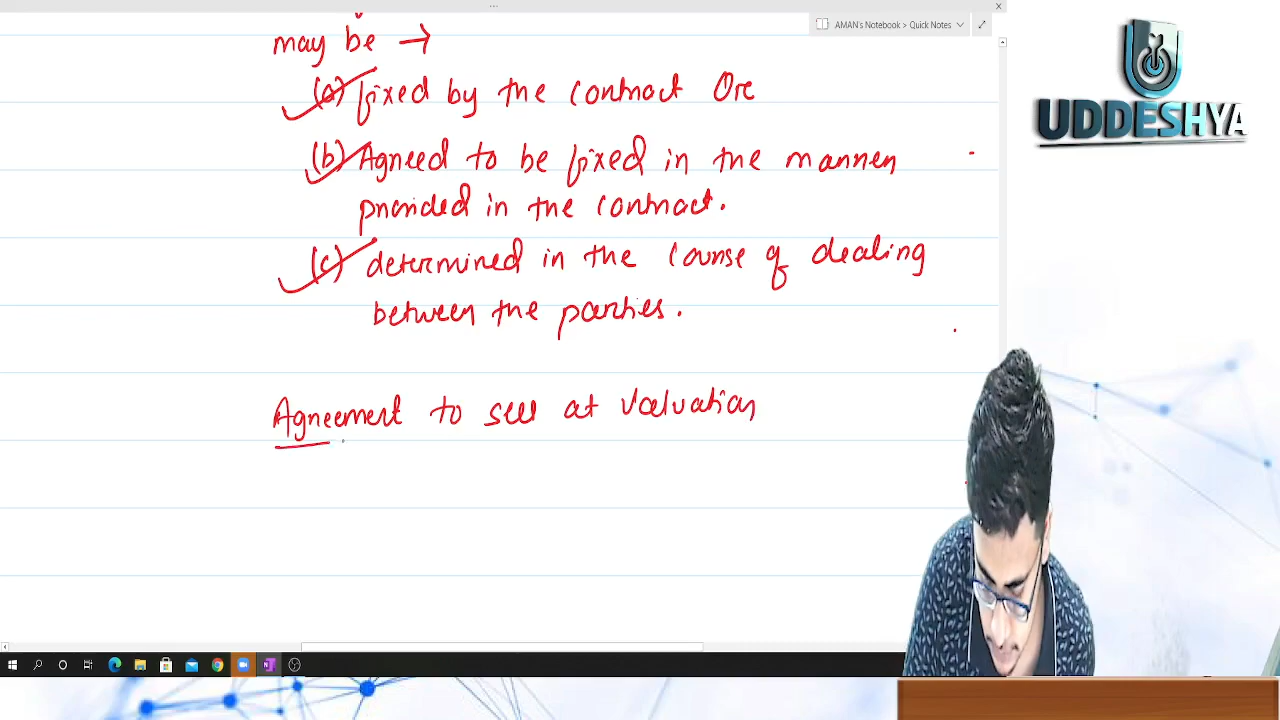 AMAN's Notebook > Quick Notes
may be →
(a) fixed by the contract Or
(b) Agreed to be fixed in the manner
provided in the contract.
(c) determined in the course of dealing
between the parties.
Agreement to sell at valuation
UDDESHYA